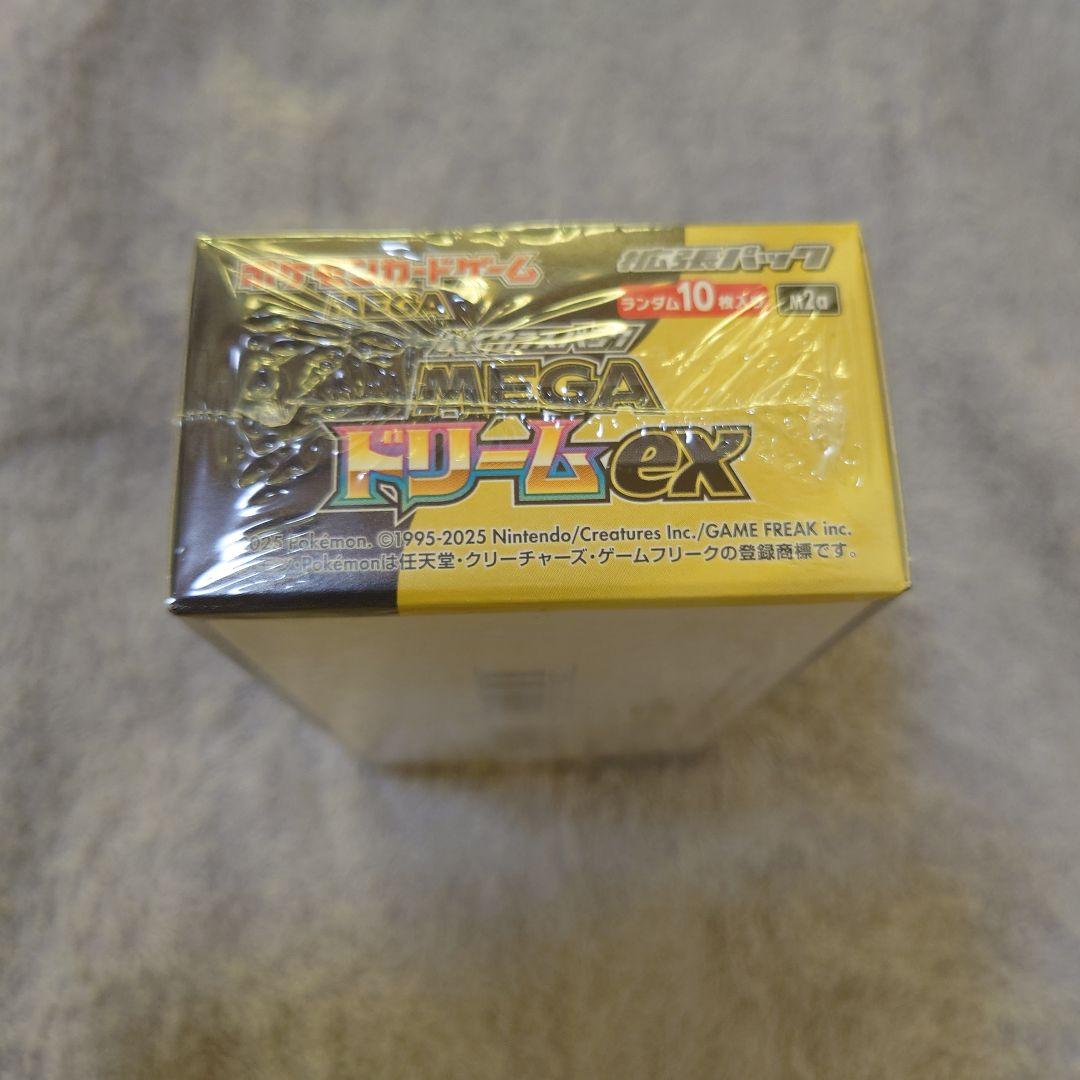 ポケモンカードゲーム
MEGA
拡張パック
ランダム10枚入り
M2a
ハイクラスパック
MEGA
ドリームex
2025 Pokémon. ©1995-2025 Nintendo/Creatures Inc./GAME FREAK inc.
Pokémonは任天堂・クリーチャーズ・ゲームフリークの登録商標です。